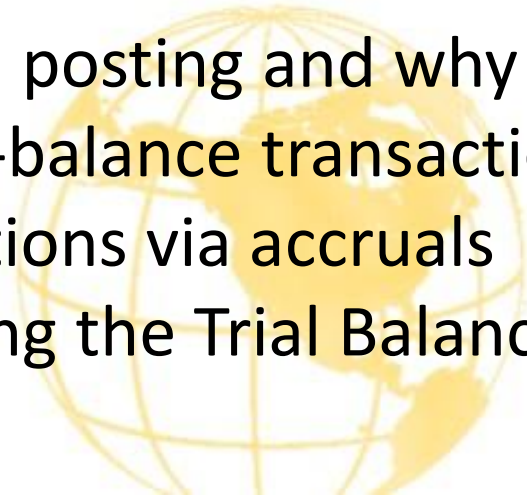 posting and why
-balance transacti
tions via accruals
ng the Trial Balanc